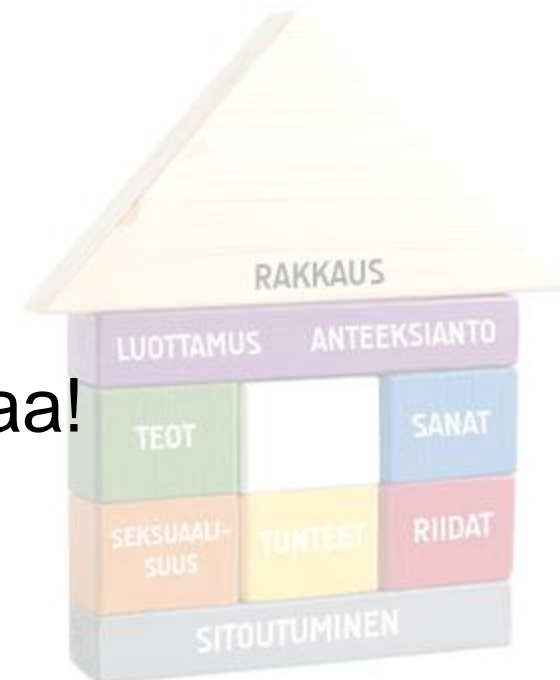 RAKKAUS
LUOTTAMUS ANTEEKSIANTO
aa!
TEOT SANAT
SEKSUAALI-
SUUS
TUNTEET
RIIDAT
SITOUTUMINEN